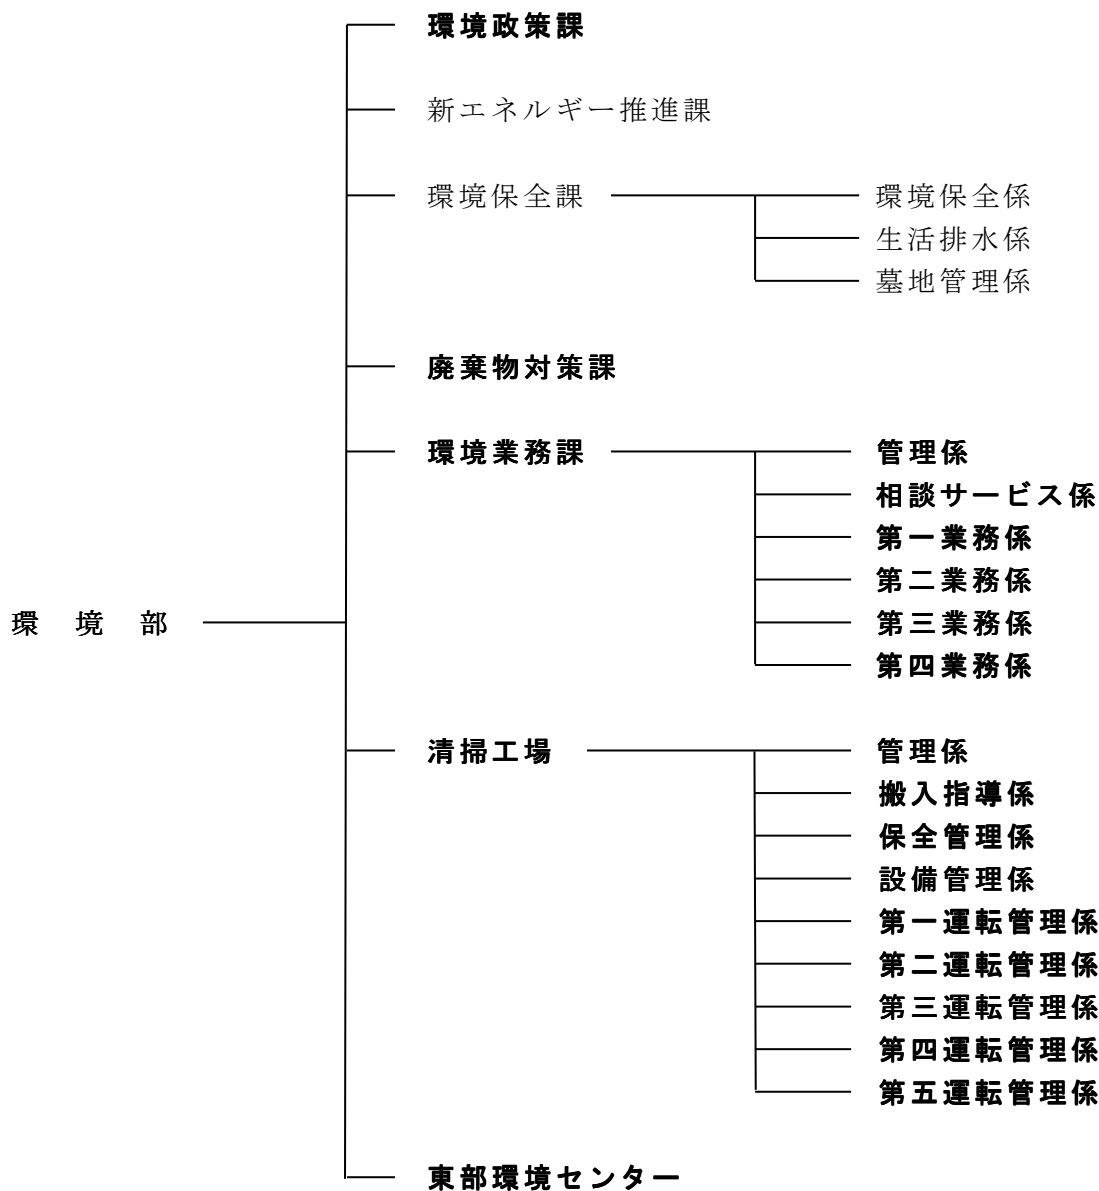 環境政策課
新エネルギー推進課
環境保全課 環境保全係
生活排水係
墓地管理係
廃棄物対策課
環境業務課 管理係
相談サービス係
第一業務係
第二業務係
環境部 第三業務係
第四業務係
清掃工場 管理係
搬入指導係
保全管理係
設備管理係
第一運転管理係
第二運転管理係
第三運転管理係
第四運転管理係
第五運転管理係
東部環境センター